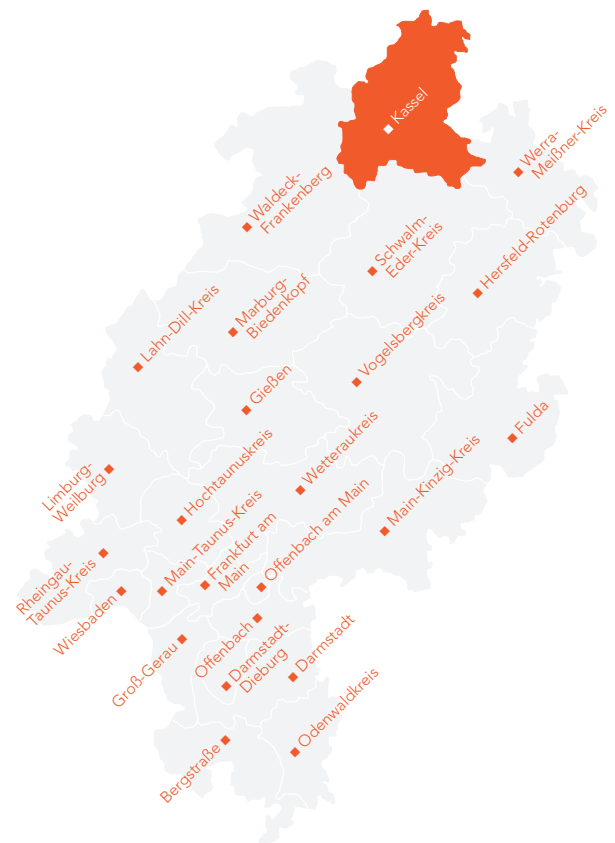 Kassel
Werra-
Meißner-Kreis
Waldeck-
Frankenberg
Schwalm-
Eder-Kreis
Hersfeld-Rotenburg
Marburg-
Biedenkopf
Lahn-Dill-Kreis
Vogelsbergkreis
Gießen
Fulda
Hochtaunuskreis
Wetteraukreis
Main-Kinzig-Kreis
Limburg-
Weilburg
Main-Taunus-Kreis
Frankfurt am
Main
Offenbach am Main
Rheingau-
Taunus-Kreis
Wiesbaden
Offenbach
Groß-Gerau
Darmstadt-
Dieburg
Darmstadt
Odenwaldkreis
Bergstraße